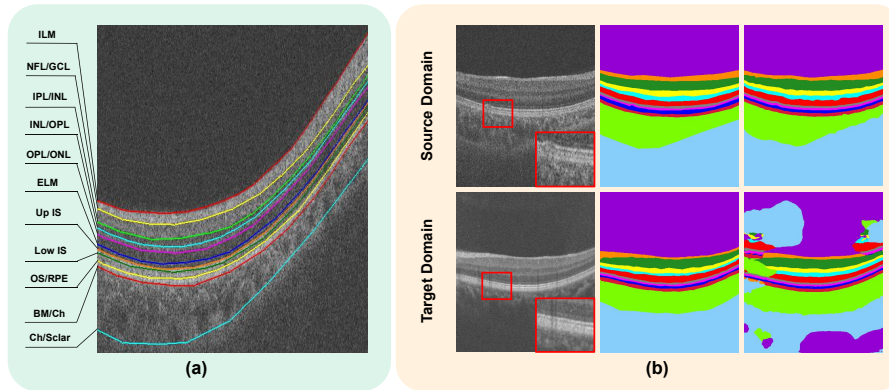 ILM
NFL/GCL
IPL/INL
INL/OPL
OPL/ONL
ELM
Up IS
Low IS
OS/RPE
BM/Ch
Ch/Sclar
(a)
Source Domain
Target Domain
(b)